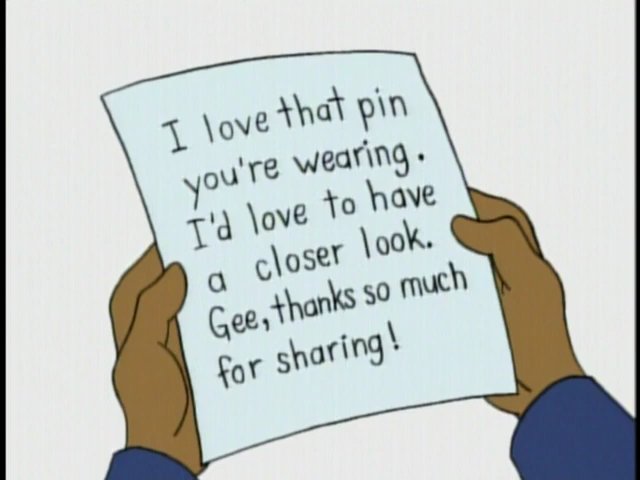 I love that pin
you're wearing.
I'd love to have
a closer look.
Gee, thanks so much
for sharing!